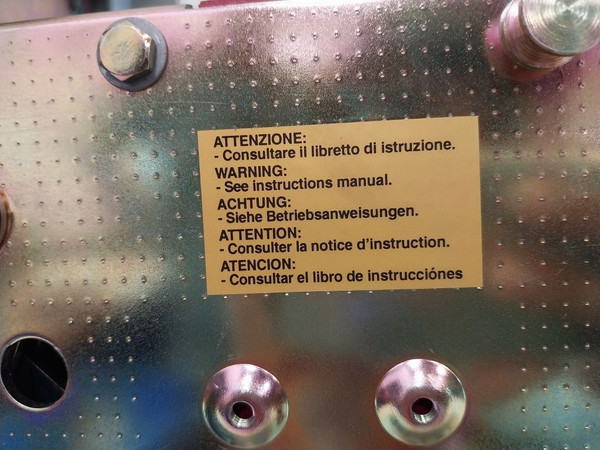 ATTENZIONE:
- Consultare il libretto di istruzione.
WARNING:
- See instructions manual.
ACHTUNG:
- Siehe Betriebsanweisungen.
ATTENTION:
- Consulter la notice d'instruction.
ATENCION:
- Consultar el libro de instrucciónes